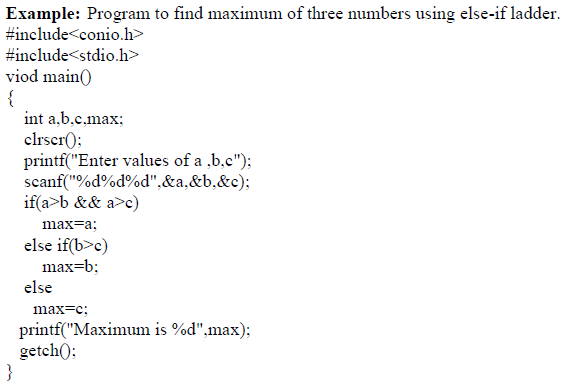 Example: Program to find maximum of three numbers using else-if ladder.
#include<conio.h>
#include<stdio.h>
viod main()
{
int a,b,c,max;
clrscr();
printf("Enter values of a ,b,c");
scanf("%d%d%d",&a,&b,&c);
if(a>b && a>c)
max=a;
else if(b>c)
max=b;
else
max=c;
printf("Maximum is %d",max);
getch();
}